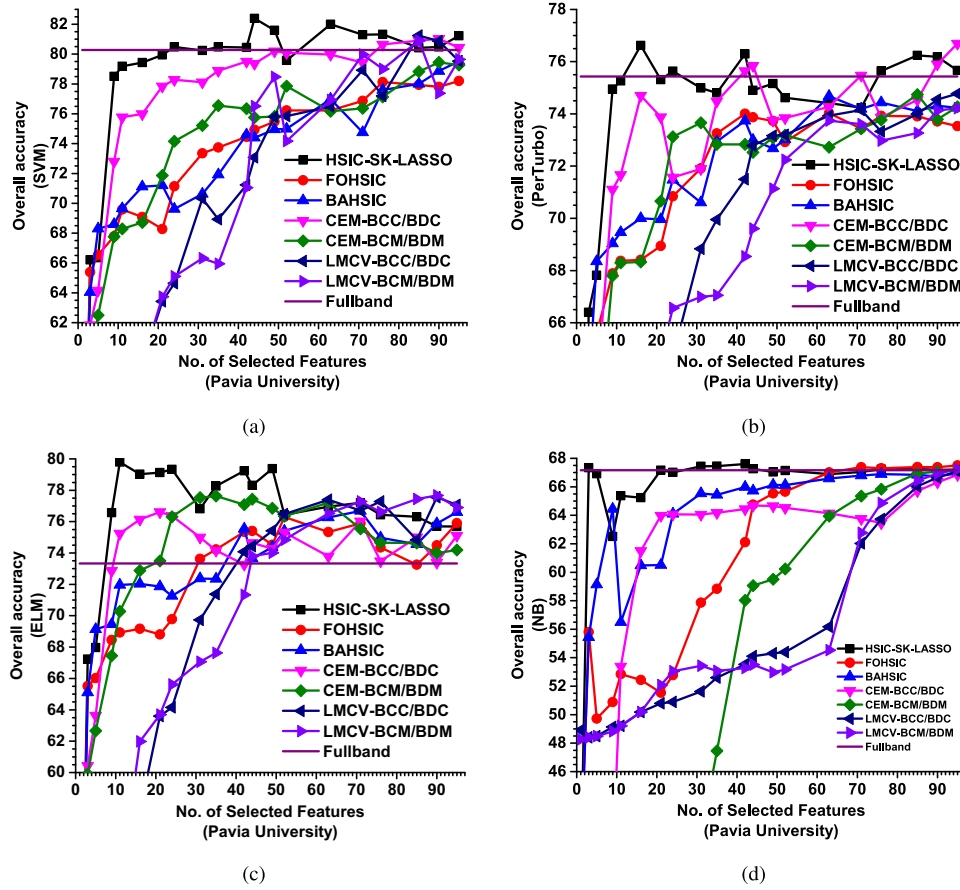 82
80
78
76
74
72
70
68
66
64
62
Overall accuracy
(SVM)
HSIC-SK-LASSO
FOHSIC
BAHSIC
CEM-BCC/BDC
CEM-BCM/BDM
LMCV-BCC/BDC
LMCV-BCM/BDM
Fullband
0 10 20 30 40 50 60 70 80 90
No. of Selected Features
(Pavia University)
(a)
76
74
72
70
68
66
Overall accuracy
(PerTurbo)
HSIC-SK-LASSO
FOHSIC
BAHSIC
CEM-BCC/BDC
CEM-BCM/BDM
LMCV-BCC/BDC
LMCV-BCM/BDM
Fullband
0 10 20 30 40 50 60 70 80 90
No. of Selected Features
(Pavia University)
(b)
80
78
76
74
72
70
68
66
64
62
60
Overall accuracy
(ELM)
HSIC-SK-LASSO
FOHSIC
BAHSIC
CEM-BCC/BDC
CEM-BCM/BDM
LMCV-BCC/BDC
LMCV-BCM/BDM
Fullband
0 10 20 30 40 50 60 70 80 90
No. of Selected Features
(Pavia University)
(c)
68
66
64
62
60
58
56
54
52
50
48
46
Overall accuracy
(NB)
HSIC-SK-LASSO
FOHSIC
BAHSIC
CEM-BCC/BDC
CEM-BCM/BDM
LMCV-BCC/BDC
LMCV-BCM/BDM
Fullband
0 10 20 30 40 50 60 70 80 90
No. of Selected Features
(Pavia University)
(d)